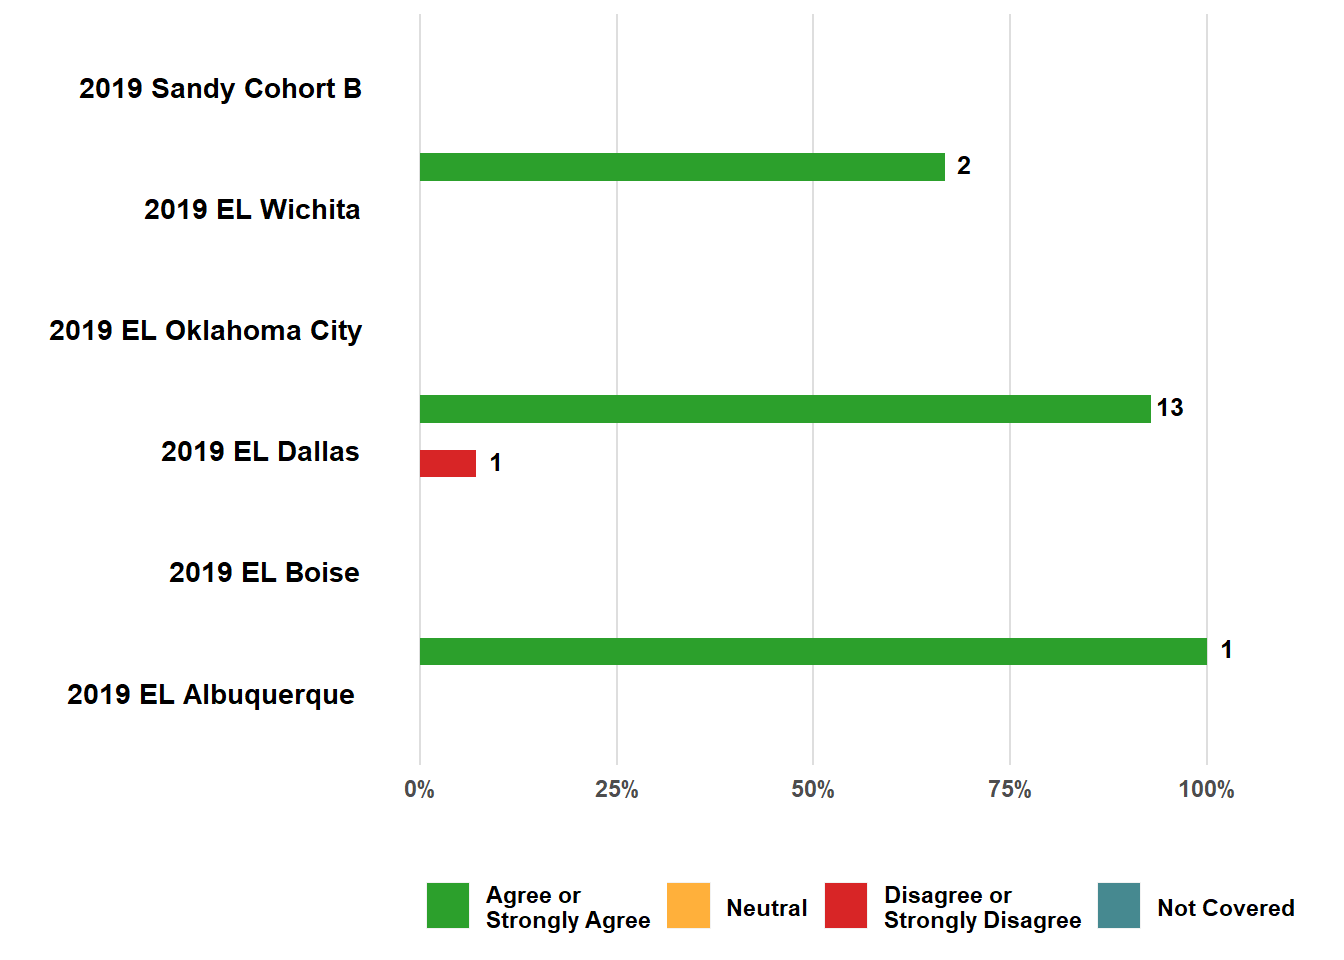 2019 Sandy Cohort B
2
2019 EL Wichita
2019 EL Oklahoma City
13
2019 EL Dallas
1
2019 EL Boise
1
2019 EL Albuquerque
0% 25% 50% 75% 100%
Agree or
Strongly Agree
Neutral
Disagree or
Strongly Disagree
Not Covered